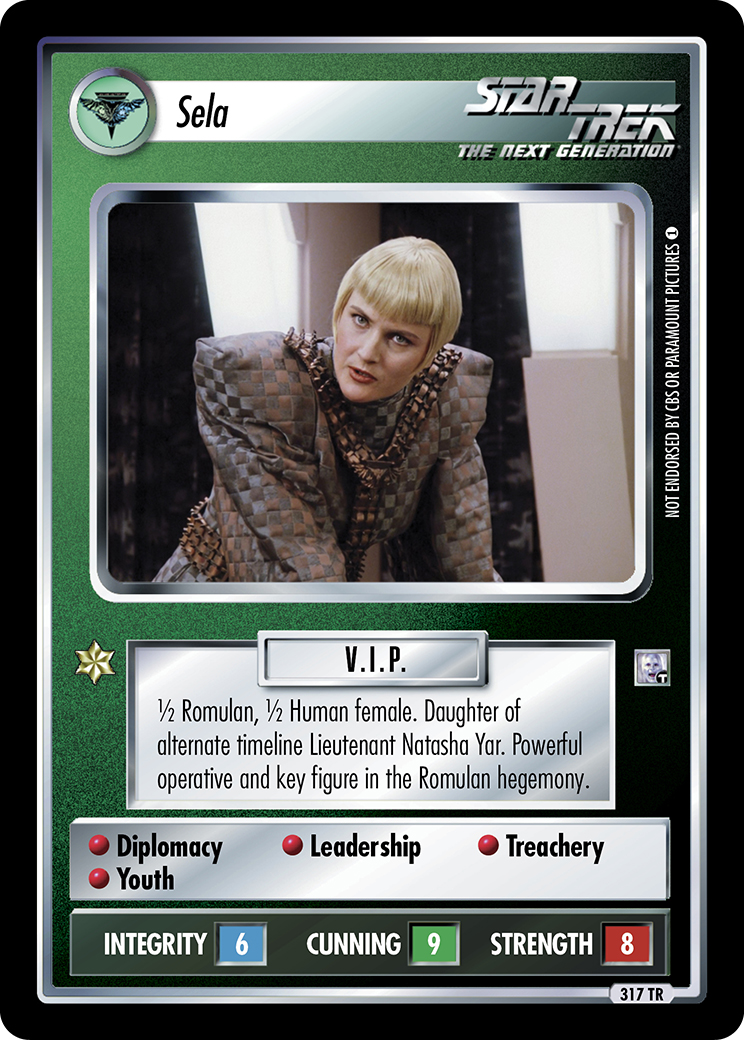 Sela
STAR TREK
THE NEXT GENERATION
NOT ENDORSED BY CBS OR PARAMOUNT PICTURES 1
V.I.P.
½ Romulan, ½ Human female. Daughter of
alternate timeline Lieutenant Natasha Yar. Powerful
operative and key figure in the Romulan hegemony.
T
Diplomacy Leadership Treachery
Youth
INTEGRITY 6 CUNNING 9 STRENGTH 8
317 TR